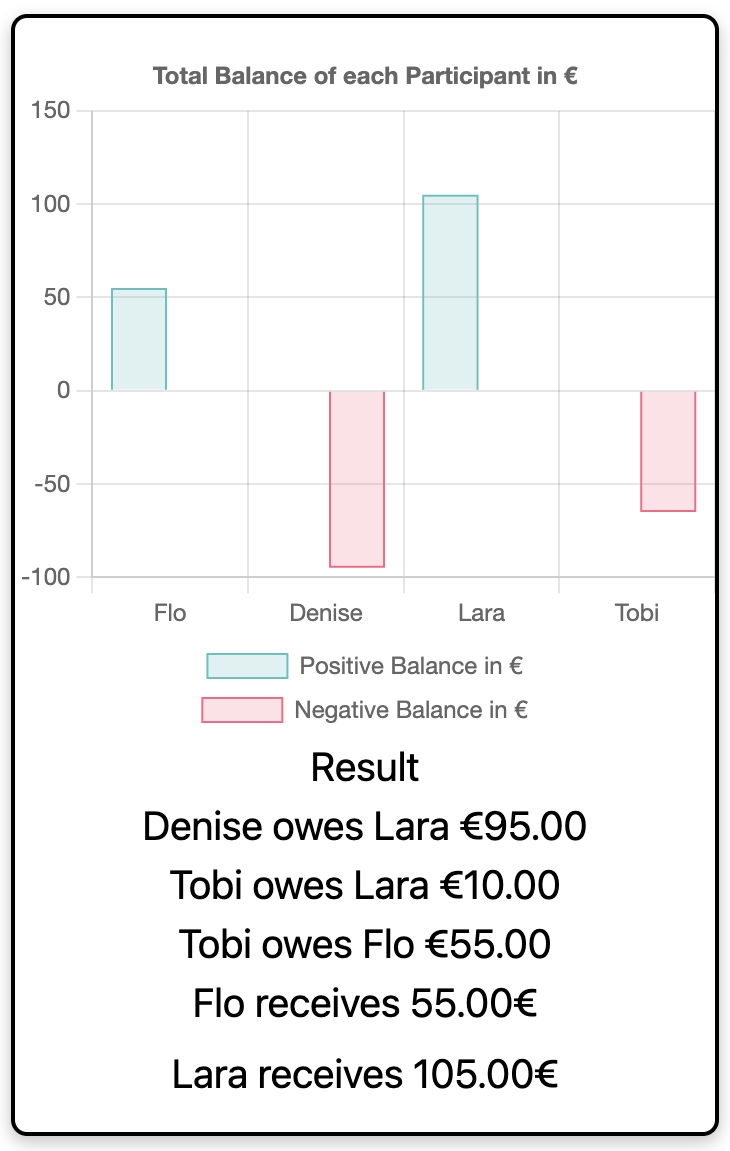 Total Balance of each Participant in €
150
100
50
0
-50
-100
Flo Denise Lara Tobi
Positive Balance in €
Negative Balance in €
Result
Denise owes Lara €95.00
Tobi owes Lara €10.00
Tobi owes Flo €55.00
Flo receives 55.00€
Lara receives 105.00€